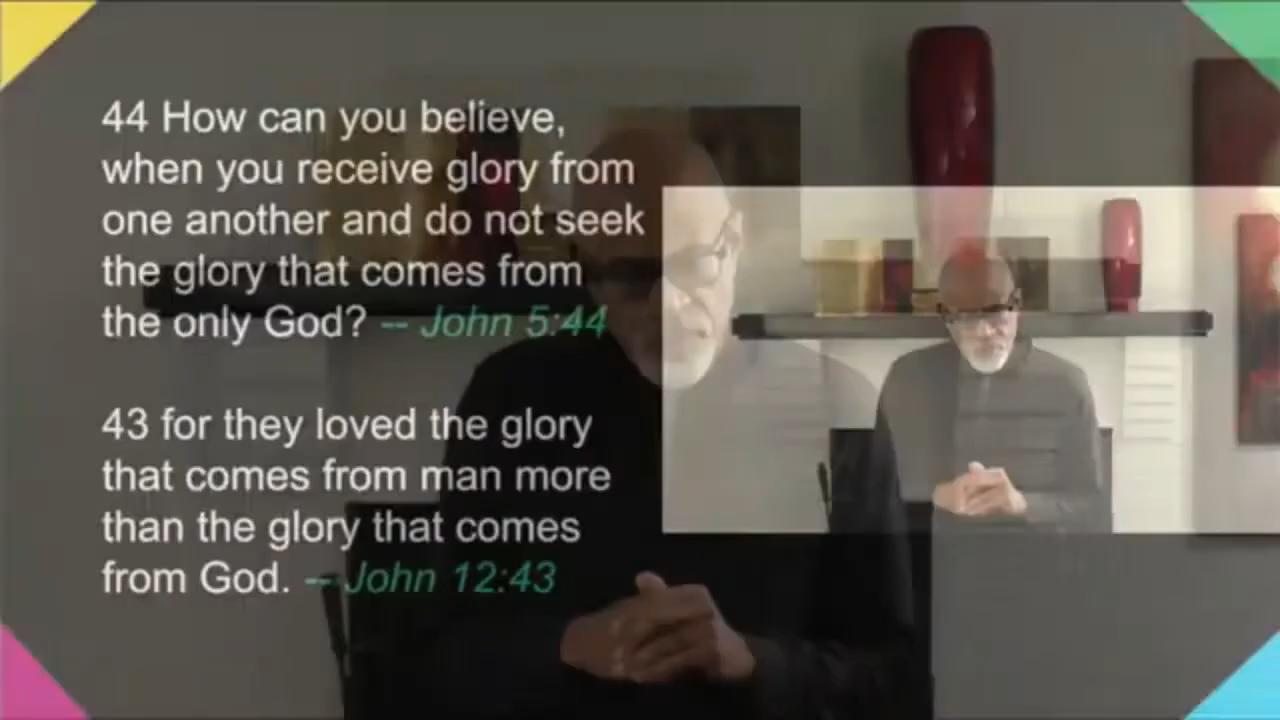 44 How can you believe,
when you receive glory from
one another and do not seek
the glory that comes from
the only God? -- John 5:44
43 for they loved the glory
that comes from man more
than the glory that comes
from God. -- John 12:43